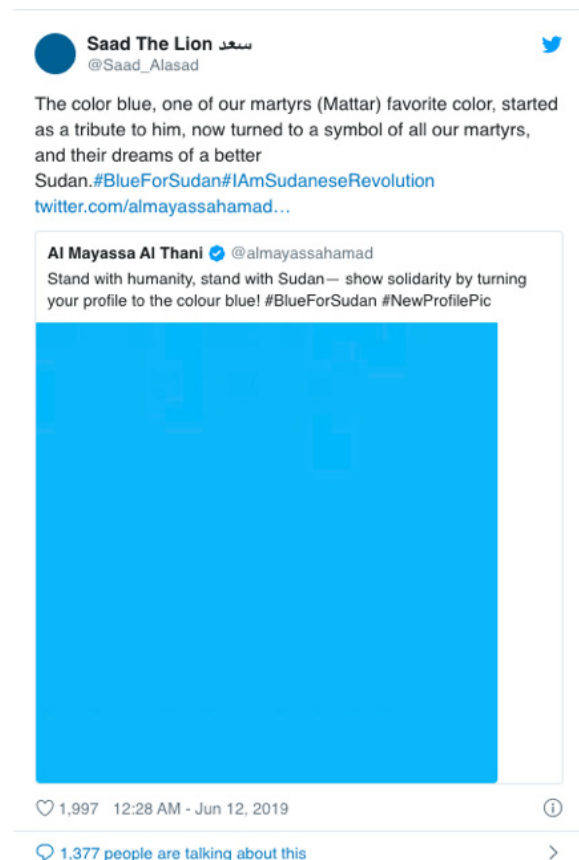 Saad The Lion سعد
@Saad_Alasad
The color blue, one of our martyrs (Mattar) favorite color, started
as a tribute to him, now turned to a symbol of all our martyrs,
and their dreams of a better
Sudan.#BlueForSudan#IAmSudaneseRevolution
twitter.com/almayassahamad…
Al Mayassa Al Thani @almayassahamad
Stand with humanity, stand with Sudan— show solidarity by turning
your profile to the colour blue! #BlueForSudan #NewProfilePic
1,997 12:28 AM - Jun 12, 2019
1,377 people are talking about this